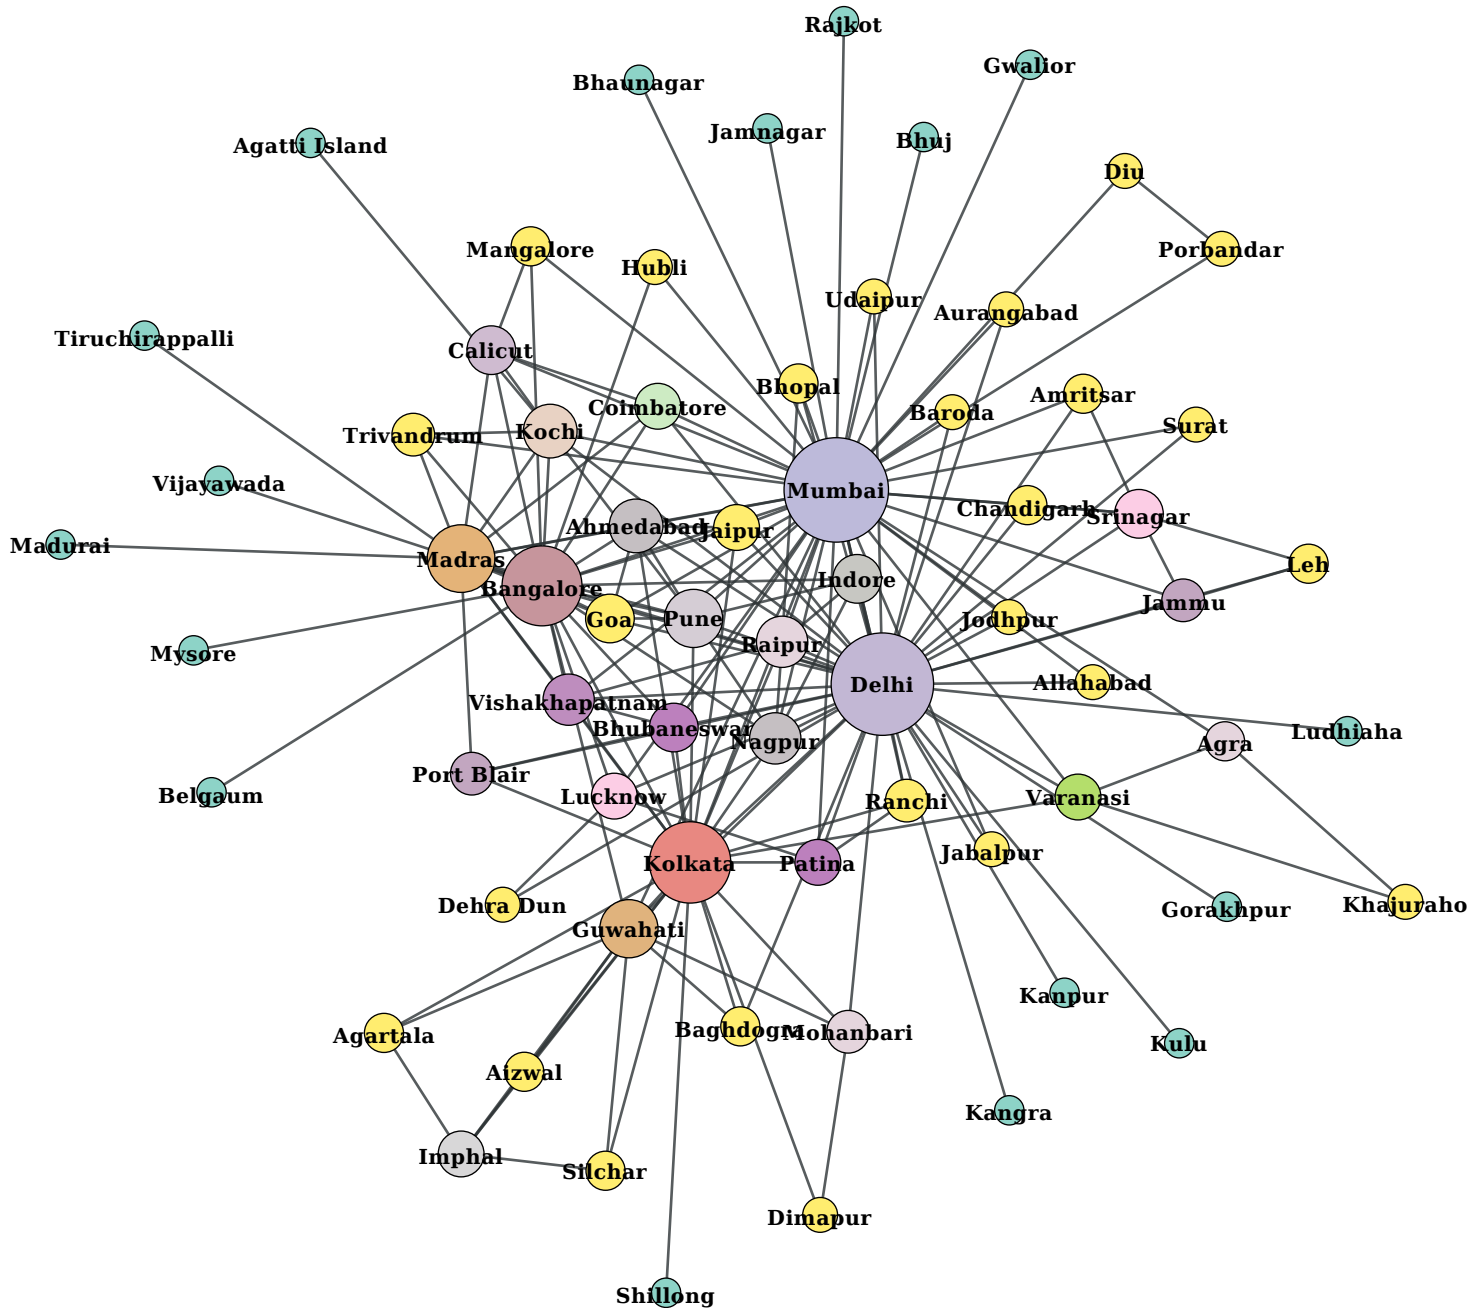 Rajkot
Gwalior
Bhaunagar
Jamnagar
Bhuj
Agatti Island
Diu
Mangalore
Porbandar
Hubli
Udaipur
Aurangabad
Tiruchirappalli
Calicut
Bhopal
Amritsar
Coimbatore
Baroda
Surat
Trivandrum
Kochi
Vijayawada
Mumbai
Chandigarh
Srinagar
Ahmedabad
Jaipur
Madurai
Madras
Leh
Indore
Bangalore
Jammu
Goa
Pune
Jodhpur
Raipur
Mysore
Delhi
Allahabad
Vishakhapatnam
Bhubaneswar
Ludhiaha
Nagpur
Agra
Port Blair
Belgaum
Lucknow
Varanasi
Ranchi
Jabalpur
Kolkata
Patina
Khajuraho
Dehra Dun
Gorakhpur
Guwahati
Kanpur
Baghdogra
Mohanbari
Agartala
Kulu
Aizwal
Kangra
Imphal
Silchar
Dimapur
Shillong